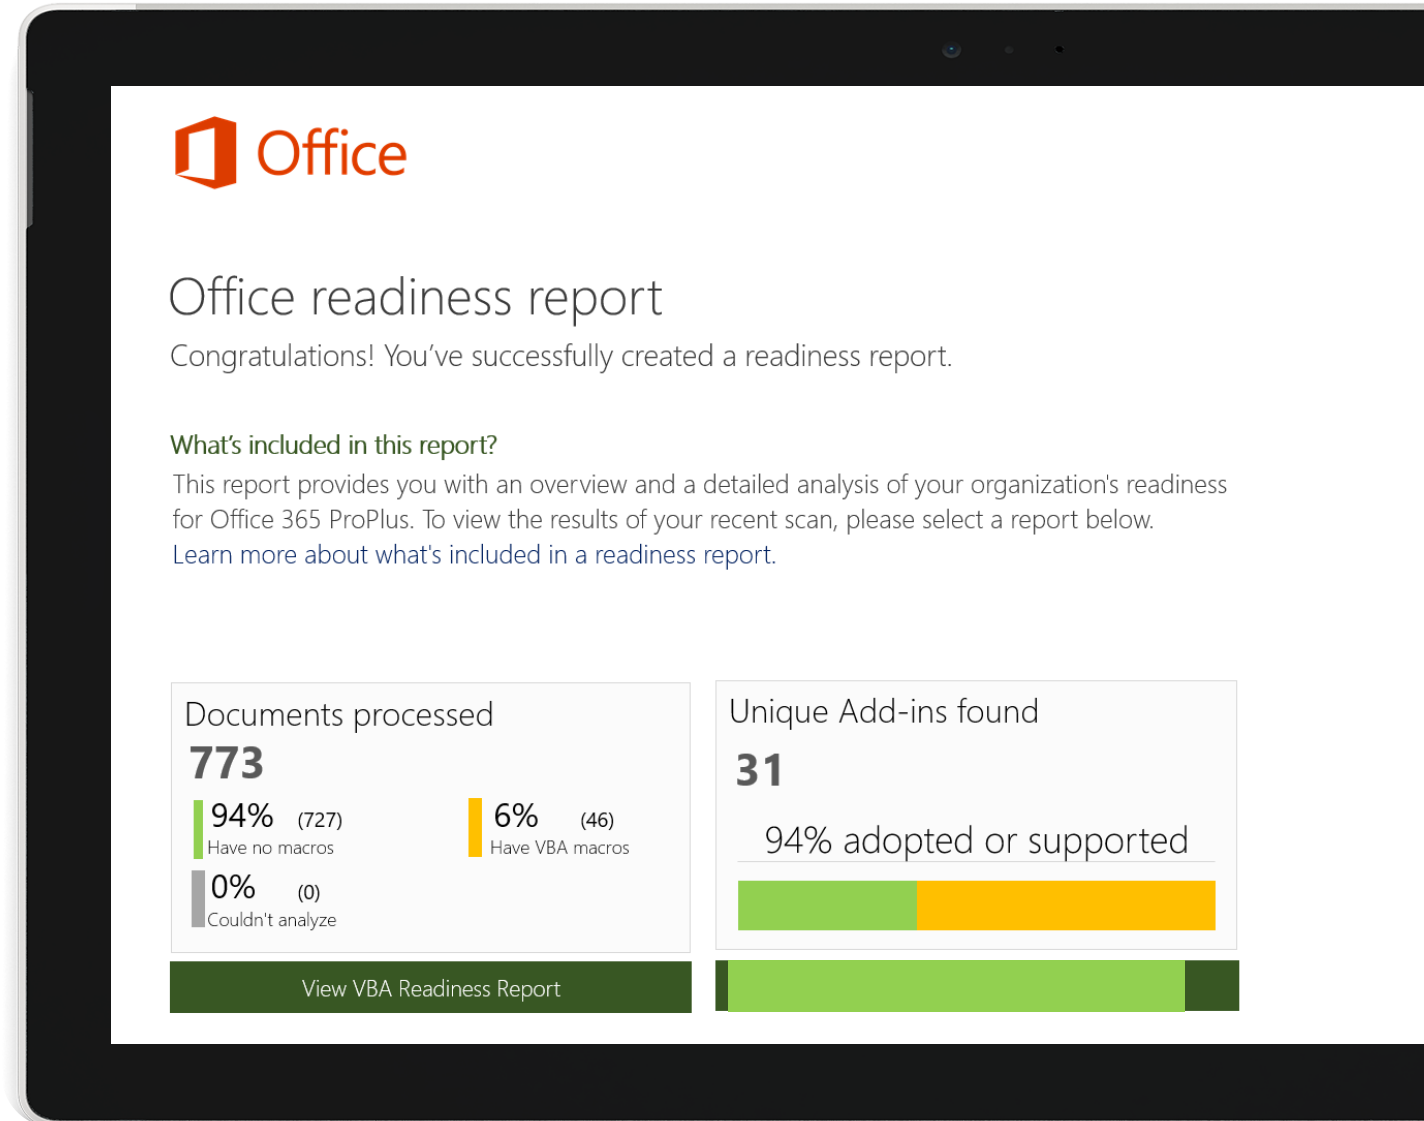 Office
Office readiness report
Congratulations! You’ve successfully created a readiness report.
What’s included in this report?
This report provides you with an overview and a detailed analysis of your organization's readiness
for Office 365 ProPlus. To view the results of your recent scan, please select a report below.
Learn more about what's included in a readiness report.
Documents processed
773
94% (727)
Have no macros
6% (46)
Have VBA macros
0% (0)
Couldn't analyze
View VBA Readiness Report
Unique Add-ins found
31
94% adopted or supported